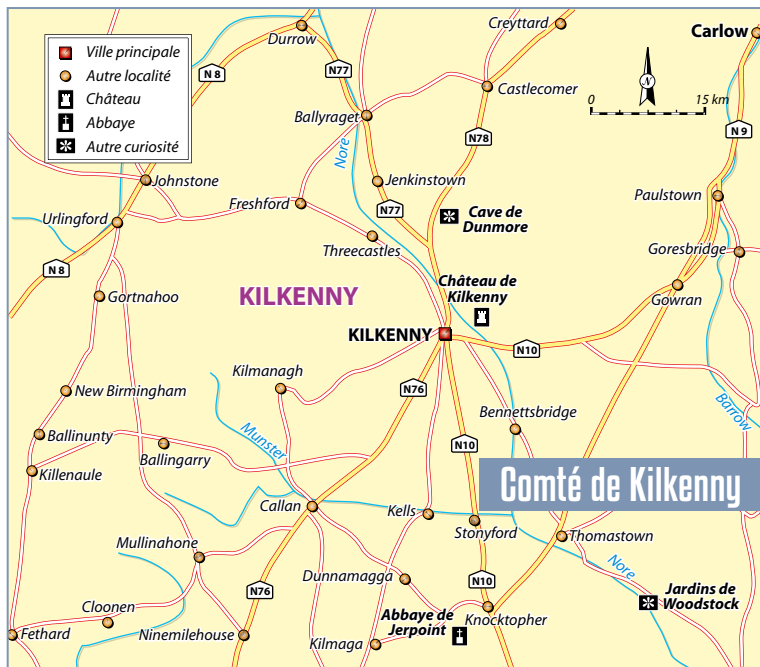 Durrow
Creyttard
Carlow
Ville principale
Autre localité
Château
Abbaye
Autre curiosité
N 8
N77
Castlecomer
N
0
15 km
Ballyraget
Nore
N78
N 9
Johnstone
Jenkinstown
Paulstown
Freshford
N77
Cave de
Dunmore
Urlingford
Threecastles
Goresbridge
N 8
Château de
Kilkenny
Gortnahoo
KILKENNY
Gowran
KILKENNY
N10
Kilmanagh
N76
New Birmingham
Bennettsbridge
Barrow
Ballinunty
Munster
N10
Ballingarry
Killenaule
Comté de Kilkenny
Callan
Kells
Stonyford
Thomastown
Mullinahone
Nore
Dunnamagga
N10
N76
Jardins de
Woodstock
Cloonen
Abbaye de
Jerpoint
Knocktopher
Fethard
Ninemilehouse
Kilmaga